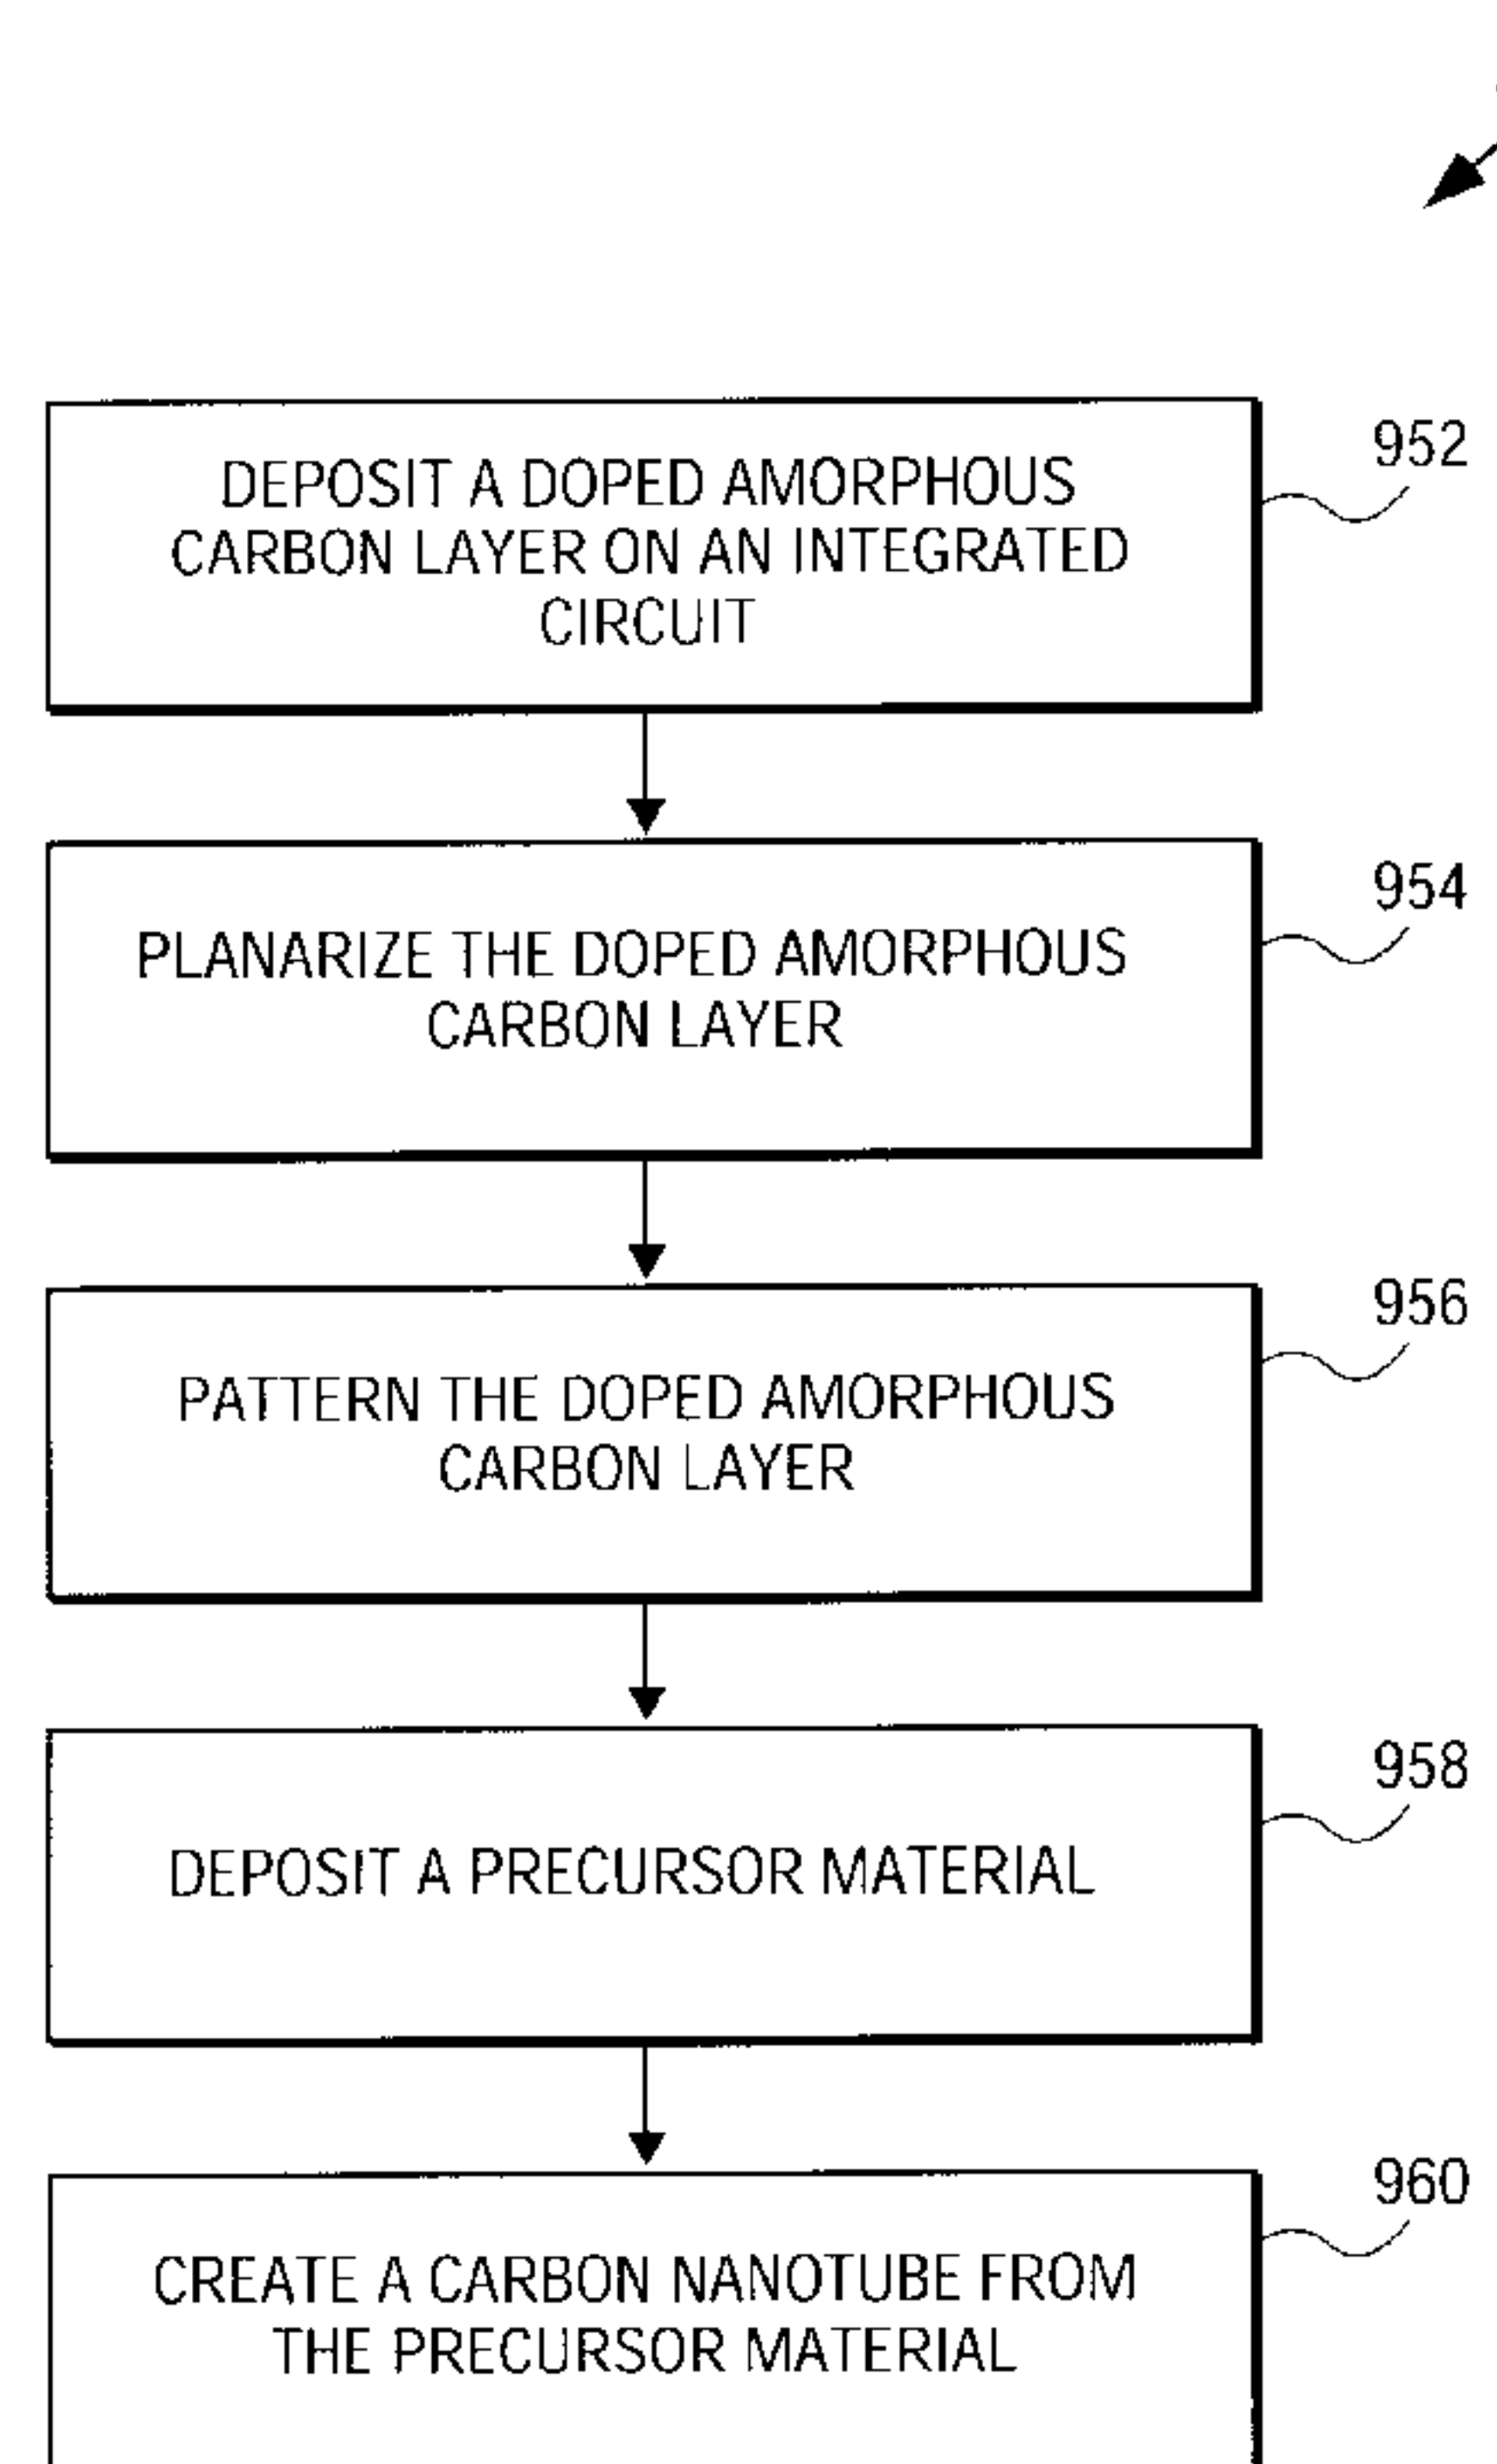 DEPOSIT A DOPED AMORPHOUS
CARBON LAYER ON AN INTEGRATED
CIRCUIT
952
PLANARIZE THE DOPED AMORPHOUS
CARBON LAYER
954
PATTERN THE DOPED AMORPHOUS
CARBON LAYER
956
DEPOSIT A PRECURSOR MATERIAL
958
CREATE A CARBON NANOTUBE FROM
THE PRECURSOR MATERIAL
960